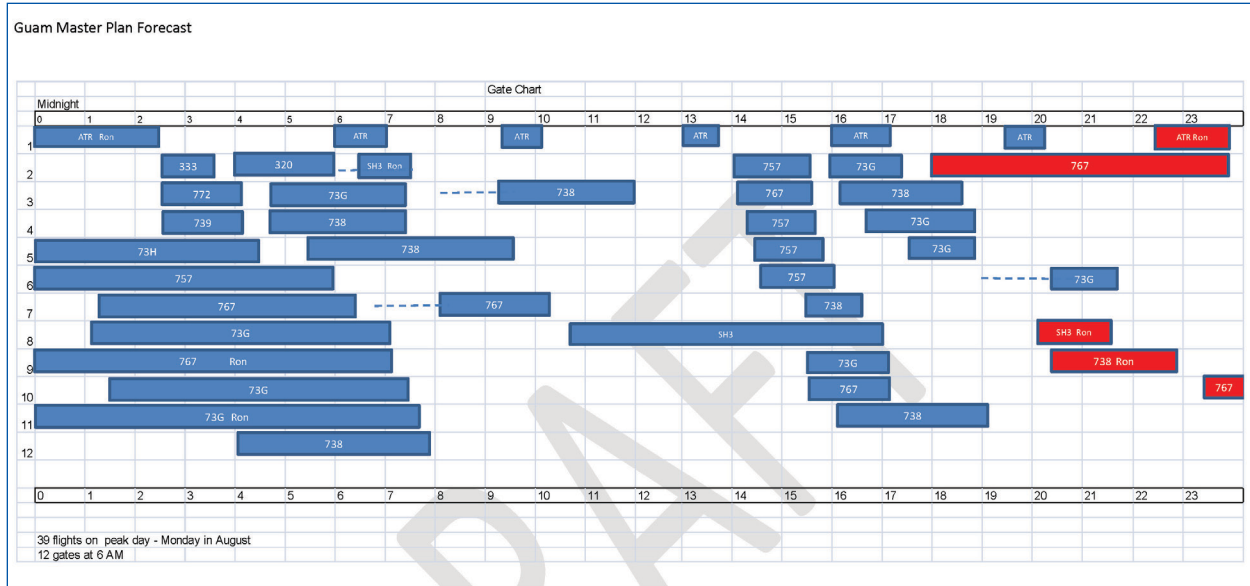 Guam Master Plan Forecast
Gate Chart
Midnight
0 1 2 3 4 5 6 7 8 9 10 11 12 13 14 15 16 17 18 19 20 21 22 23
ATR Ron ATR ATR ATR ATR ATR ATR Ron
1
333 320 SH3 Ron 757 73G 767
2
772 73G 738 767 738
3
739 738 757 73G
4
73H 738 757 73G
5
757 757 73G
6
767 767 738
7
73G SH3 SH3 Ron
8
767 Ron 73G 738 Ron
9
73G 767 767
10
73G Ron 738
11
738
12
0 1 2 3 4 5 6 7 8 9 10 11 12 13 14 15 16 17 18 19 20 21 22 23
39 flights on peak day - Monday in August
12 gates at 6 AM
DRAFT